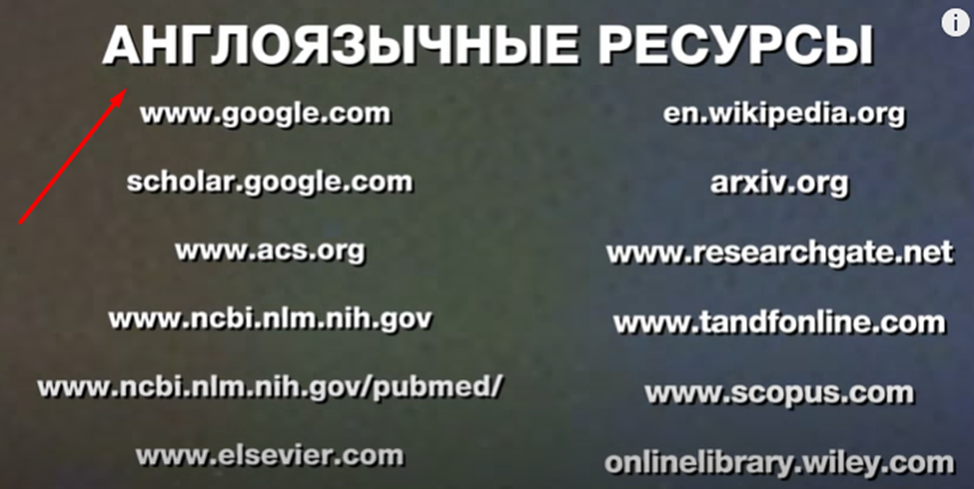 АНГЛОЯЗЫЧНЫЕ РЕСУРСЫ
www.google.com
scholar.google.com
www.acs.org
www.ncbi.nlm.nih.gov
www.ncbi.nlm.nih.gov/pubmed/
www.elsevier.com
en.wikipedia.org
arxiv.org
www.researchgate.net
www.tandfonline.com
www.scopus.com
onlinelibrary.wiley.com